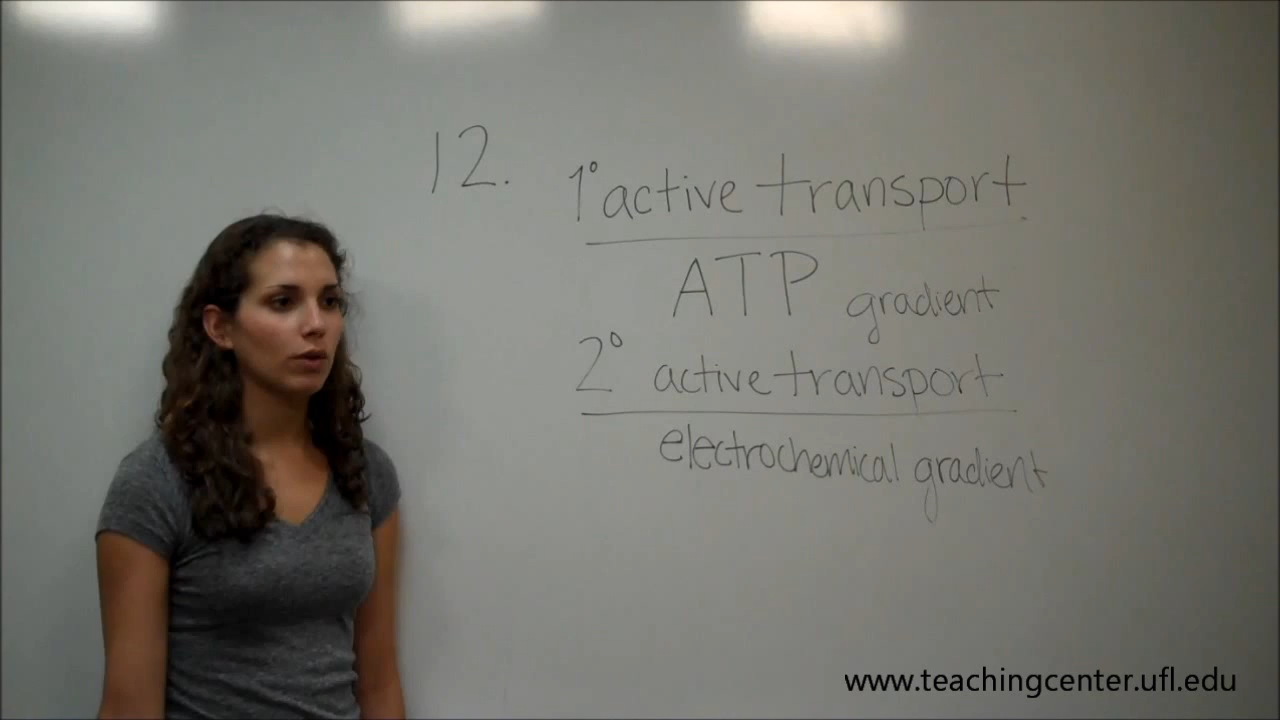 12.
1° active transport
ATP gradient
2° active transport
electrochemical gradient
www.teachingcenter.ufl.edu